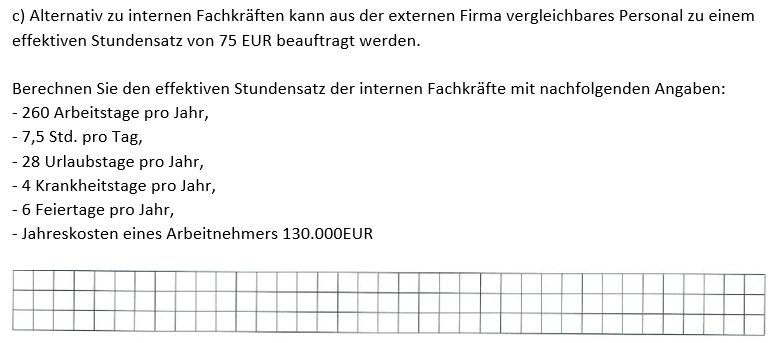 c) Alternativ zu internen Fachkräften kann aus der externen Firma vergleichbares Personal zu einem
effektiven Stundensatz von 75 EUR beauftragt werden.
Berechnen Sie den effektiven Stundensatz der internen Fachkräfte mit nachfolgenden Angaben:
- 260 Arbeitstage pro Jahr,
- 7,5 Std. pro Tag,
- 28 Urlaubstage pro Jahr,
- 4 Krankheitstage pro Jahr,
- 6 Feiertage pro Jahr,
- Jahreskosten eines Arbeitnehmers 130.000EUR